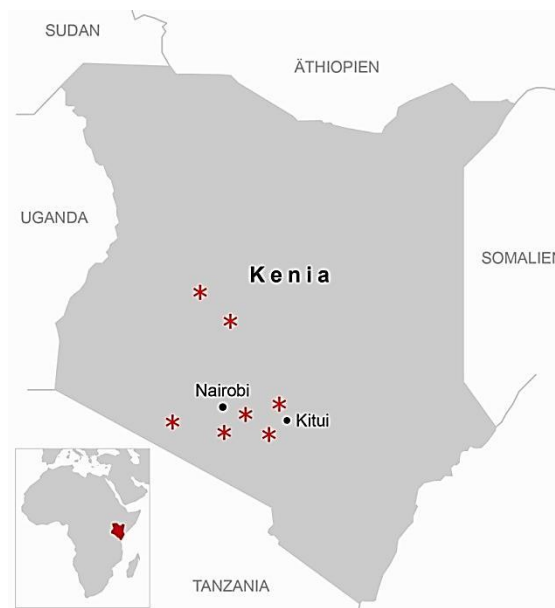 SUDAN
ÄTHIOPIEN
UGANDA
SOMALIEN
Kenia
Nairobi
Kitui
TANZANIA